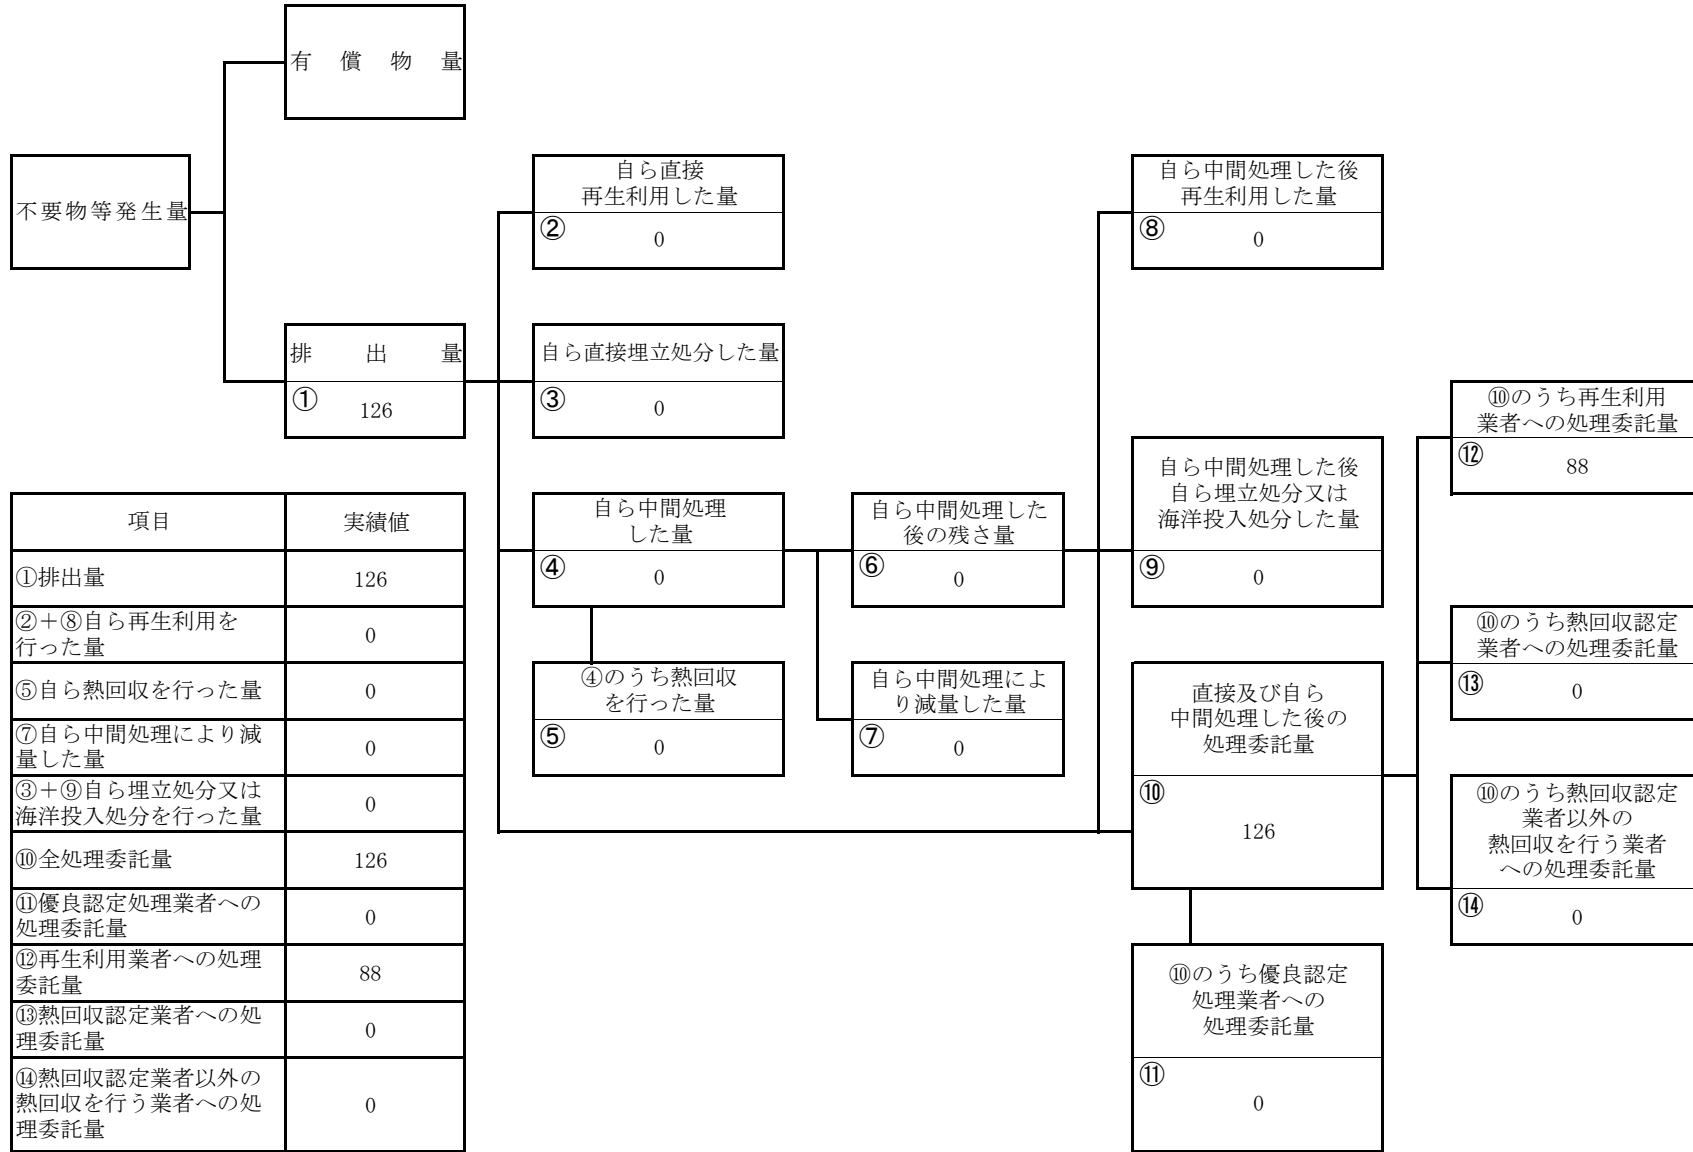 有償物量
不要物等発生量
排出量
①
126
自ら直接
再生利用した量
②
0
自ら直接埋立処分した量
③
0
自ら中間処理
した量
④
0
④のうち熱回収
を行った量
⑤
0
自ら中間処理した
後の残さ量
⑥
0
自ら中間処理によ
り減量した量
⑦
0
自ら中間処理した後
再生利用した量
⑧
0
自ら中間処理した後
自ら埋立処分又は
海洋投入処分した量
⑨
0
直接及び自ら
中間処理した後の
処理委託量
⑩
126
⑩のうち優良認定
処理業者への
処理委託量
⑪
0
⑩のうち再生利用
業者への処理委託量
⑫
88
⑩のうち熱回収認定
業者への処理委託量
⑬
0
⑩のうち熱回収認定
業者以外の
熱回収を行う業者
への処理委託量
⑭
0
項目 実績値
①排出量 126
②＋⑧自ら再生利用を
行った量 0
⑤自ら熱回収を行った量 0
⑦自ら中間処理により減
量した量 0
③＋⑨自ら埋立処分又は
海洋投入処分を行った量 0
⑩全処理委託量 126
⑪優良認定処理業者への
処理委託量 0
⑫再生利用業者への処理
委託量 88
⑬熱回収認定業者への処
理委託量 0
⑭熱回収認定業者以外の
熱回収を行う業者への処
理委託量 0